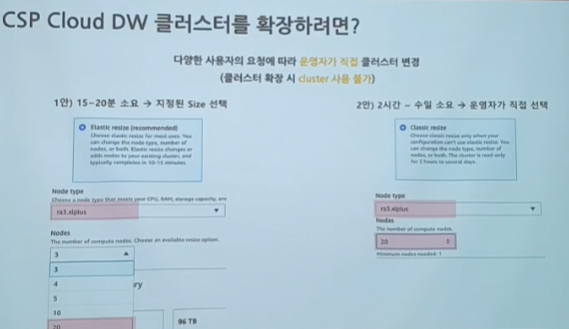 CSP Cloud DW 클러스터를 확장하려면?
다양한 사용자의 요청에 따라 운영자가 직접 클러스터 변경
(클러스터 확장 시 cluster 사용 불가)
1안) 15~20분 소요 → 지정된 Size 선택
Elastic resize (recommended)
Choose elastic resize for most uses. You
can change the node type, number of
nodes, or both. Elastic resize changes or
adds nodes to your existing cluster, and
typically completes in 10-15 minutes.
Node type
Choose a node type that meets your CPU, RAM, storage capacity, and
ra3.xlplus
Nodes
The number of compute nodes. Choose an available resize option.
3
3
4
5
10
20
ry
96 TB
2안) 2시간 ~ 수일 소요 → 운영자가 직접 선택
Classic resize
Choose classic resize only when your
configuration can't use elastic resize. You
can change the node type, number of
nodes, or both. The cluster is read only
for 2 hours to several days.
Node type
ra3.xlplus
Nodes
The number of compute nodes.
20
Minimum nodes needed: 1